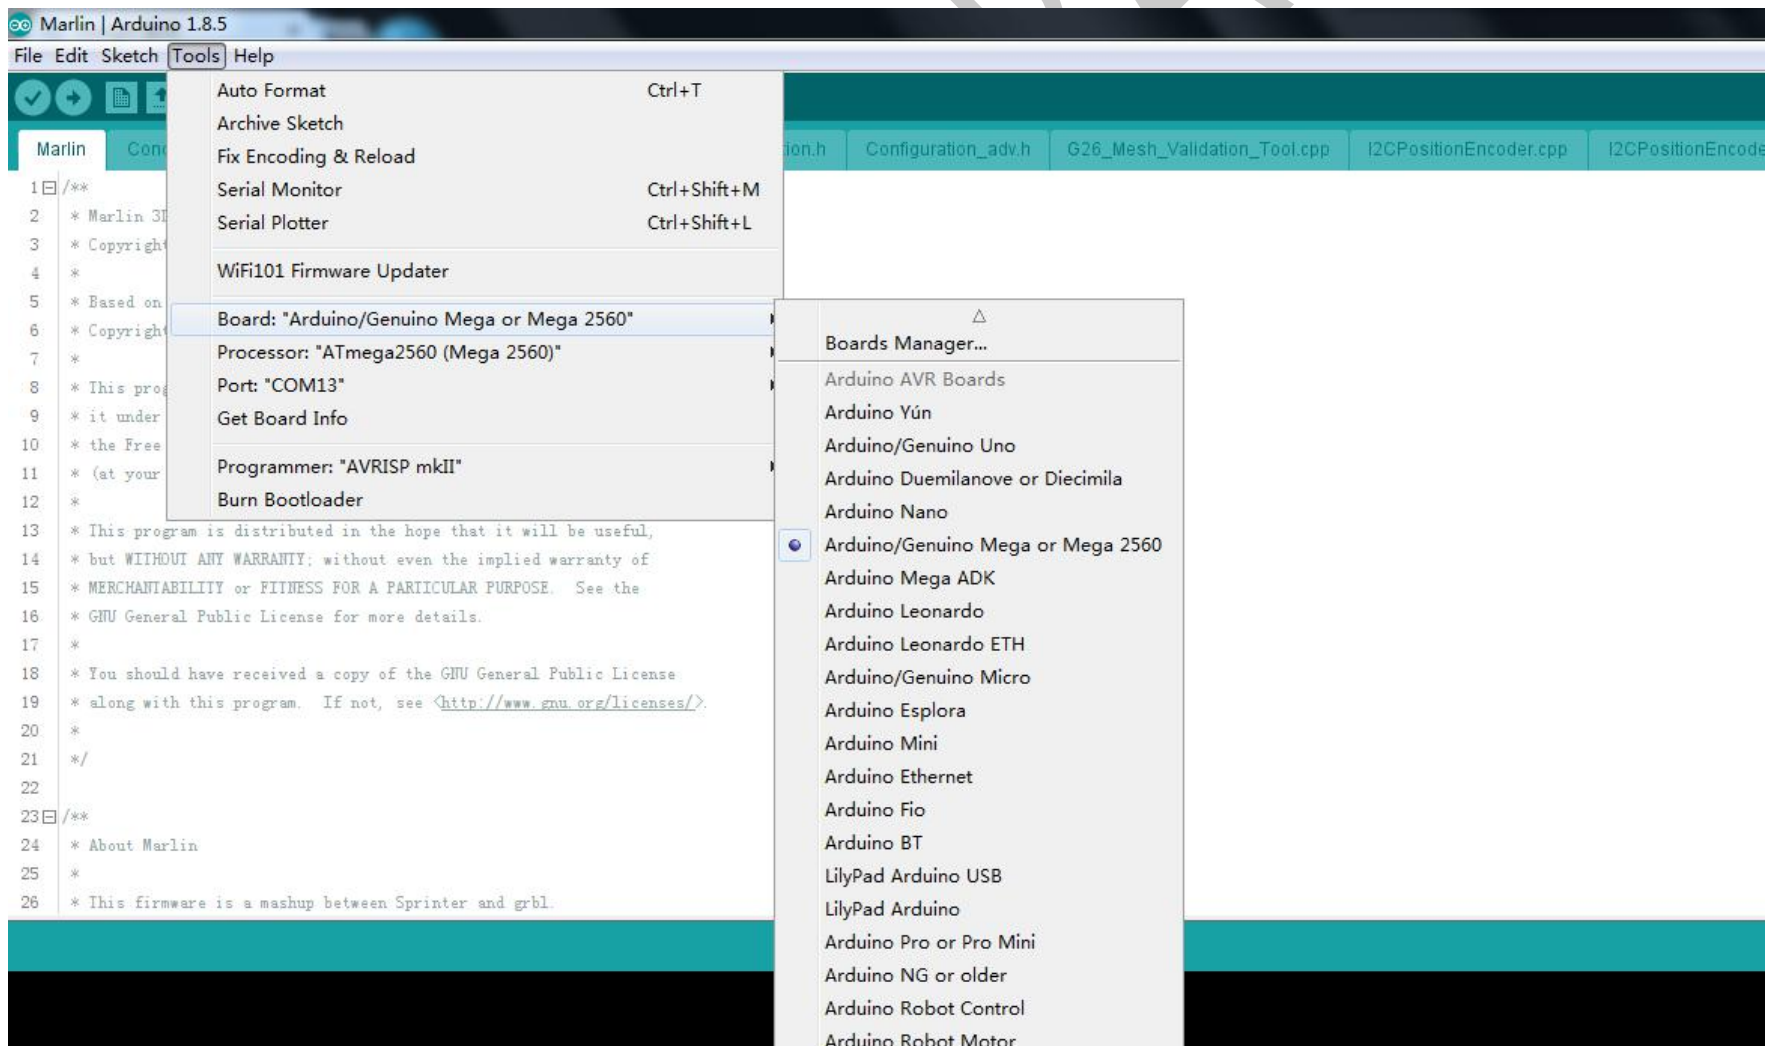 Marlin | Arduino 1.8.5
File Edit Sketch Tools Help
Auto Format Ctrl+T
Archive Sketch
Fix Encoding & Reload
Serial Monitor Ctrl+Shift+M
Serial Plotter Ctrl+Shift+L
WiFi101 Firmware Updater
Board: "Arduino/Genuino Mega or Mega 2560"
Processor: "ATmega2560 (Mega 2560)"
Port: "COM13"
Get Board Info
Programmer: "AVRISP mkII"
Burn Bootloader
△
Boards Manager...
Arduino AVR Boards
Arduino Yún
Arduino/Genuino Uno
Arduino Duemilanove or Diecimila
Arduino Nano
Arduino/Genuino Mega or Mega 2560
Arduino Mega ADK
Arduino Leonardo
Arduino Leonardo ETH
Arduino/Genuino Micro
Arduino Esplora
Arduino Mini
Arduino Ethernet
Arduino Fio
Arduino BT
LilyPad Arduino USB
LilyPad Arduino
Arduino Pro or Pro Mini
Arduino NG or older
Arduino Robot Control
Arduino Robot Motor
Marlin Con ion.h Configuration_adv.h G26_Mesh_Validation_Tool.cpp I2CPositionEncoder.cpp I2CPositionEncode
1 /**
2 * Marlin 3D
3 * Copyright
4 *
5 * Based on
6 * Copyright
7 *
8 * This prog
9 * it under
10 * the Free
11 * (at your
12 *
13 * This program is distributed in the hope that it will be useful,
14 * but WITHOUT ANY WARRANTY; without even the implied warranty of
15 * MERCHANTABILITY or FITNESS FOR A PARTICULAR PURPOSE. See the
16 * GNU General Public License for more details.
17 *
18 * You should have received a copy of the GNU General Public License
19 * along with this program. If not, see <http://www.gnu.org/licenses/>.
20 *
21 */
22
23 /**
24 * About Marlin
25 *
26 * This firmware is a mashup between Sprinter and grbl.